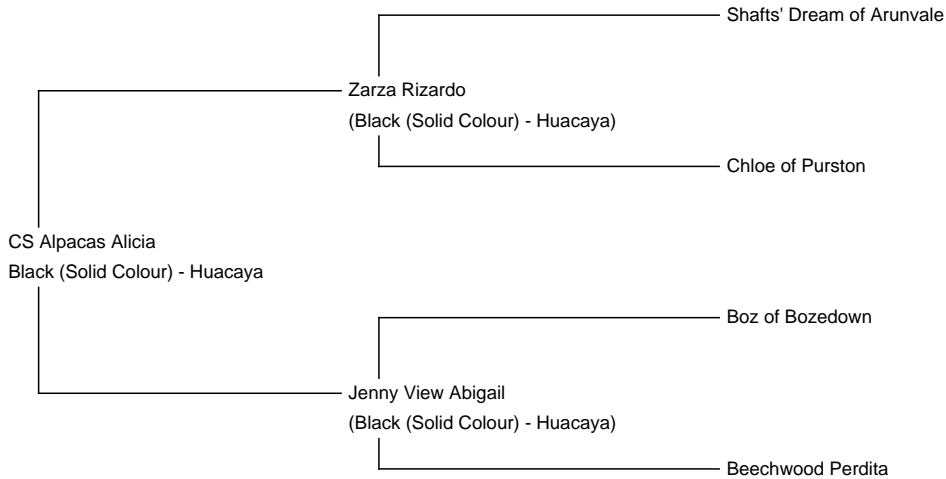 Shafts' Dream of Arunvale
Zarza Rizardo
(Black (Solid Colour) - Huacaya)
Chloe of Purston
CS Alpacas Alicia
Black (Solid Colour) - Huacaya
Boz of Bozedown
Jenny View Abigail
(Black (Solid Colour) - Huacaya)
Beechwood Perdita